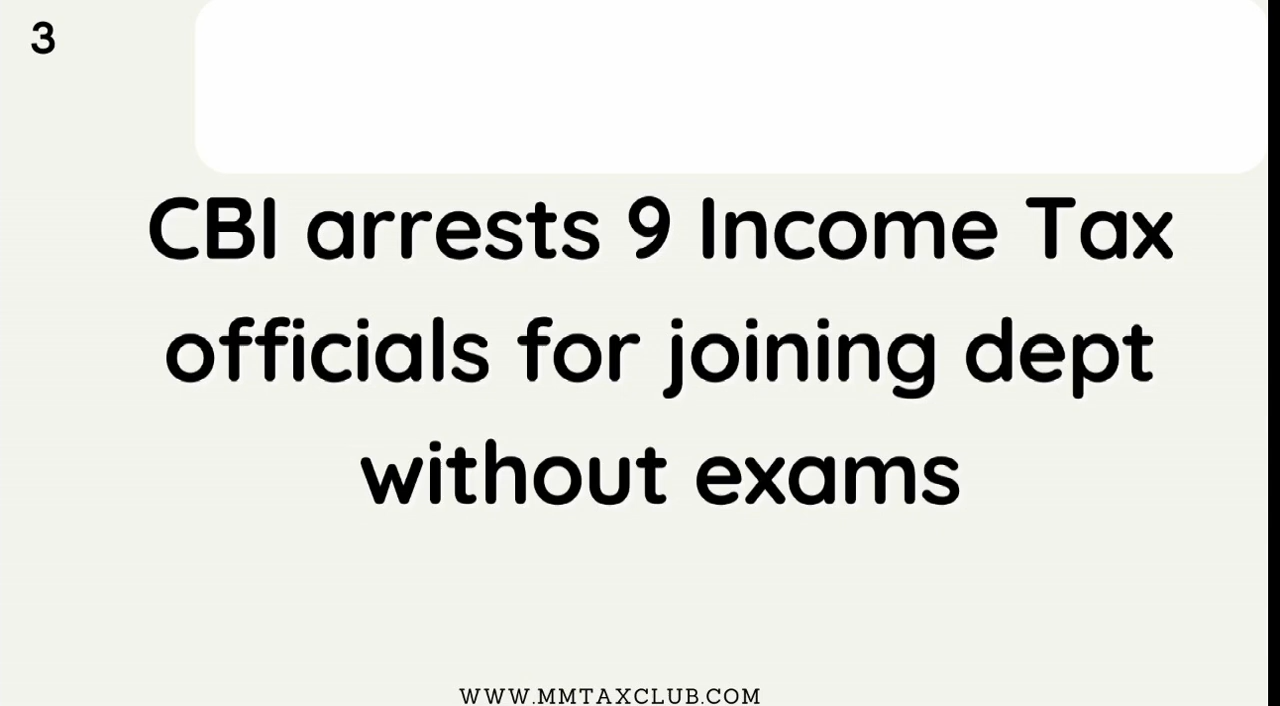 3
CBI arrests 9 Income Tax
officials for joining dept
without exams
WWW.MMTAXCLUB.COM